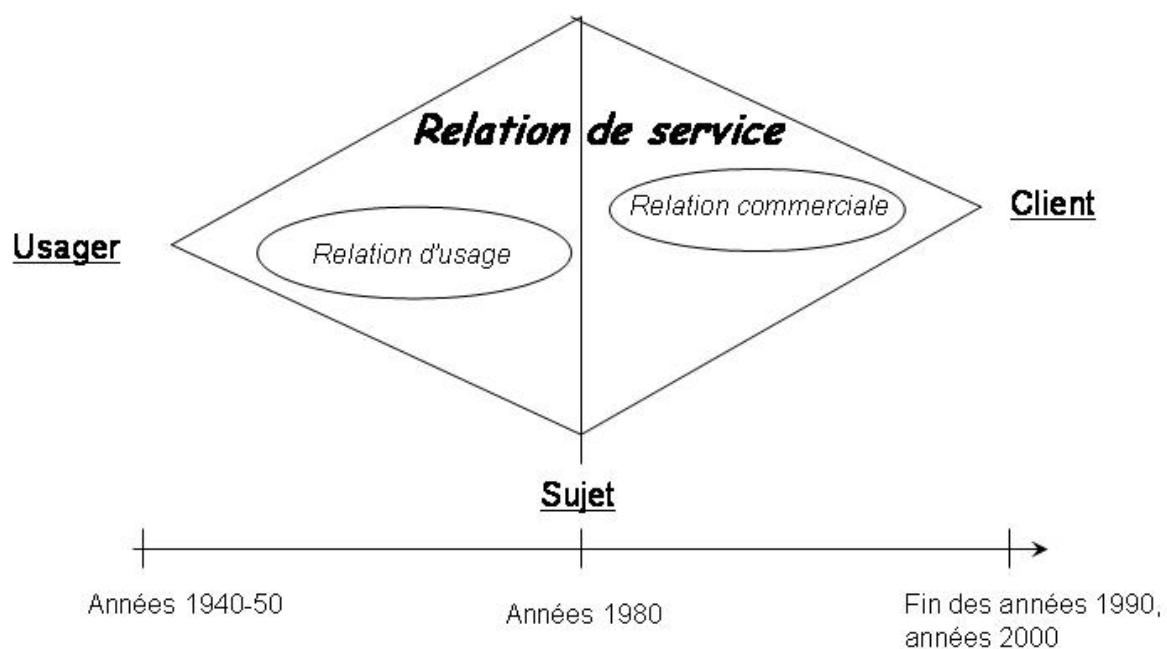 Relation de service
Relation commerciale
Client
Usager
Relation d'usage
Sujet
Années 1940-50
Années 1980
Fin des années 1990,
années 2000